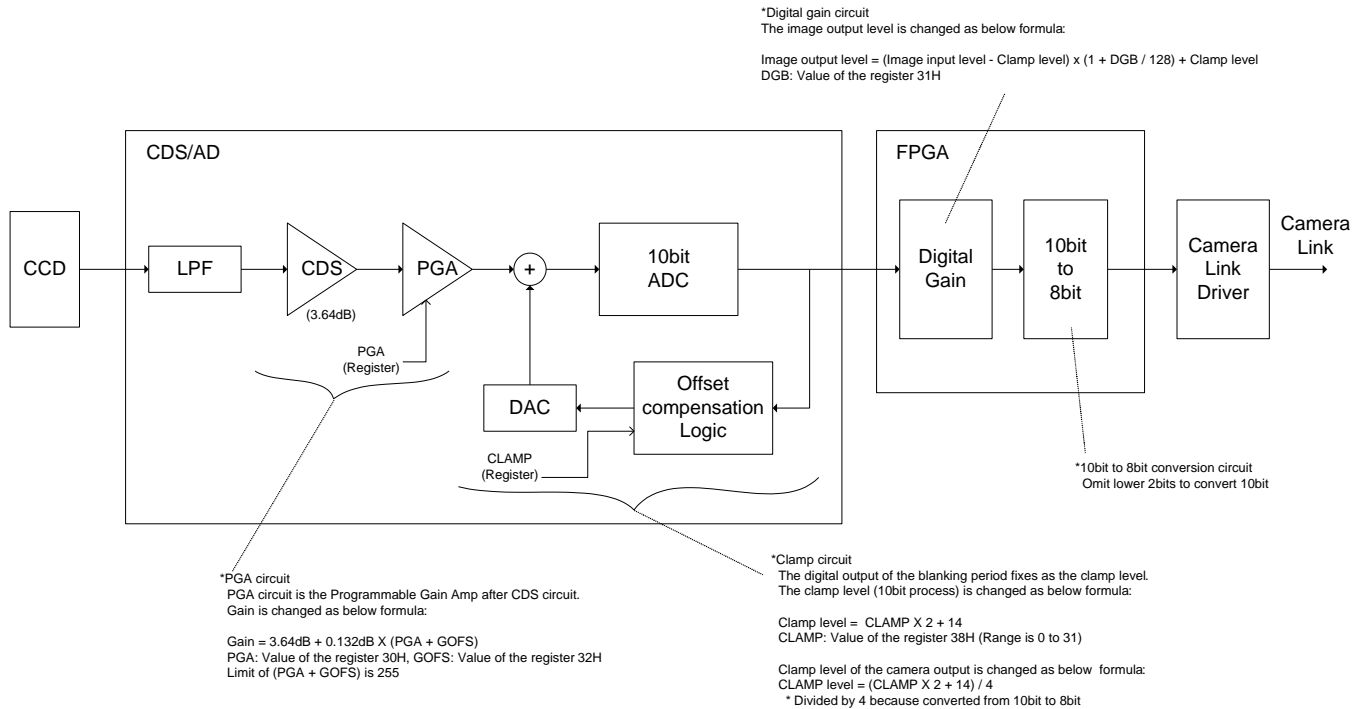 *Digital gain circuit
The image output level is changed as below formula:
Image output level = (Image input level - Clamp level) x (1 + DGB / 128) + Clamp level
DGB: Value of the register 31H
CDS/AD
FPGA
CCD
LPF
CDS
(3.64dB)
PGA
+
10bit
ADC
Digital
Gain
10bit
to
8bit
Camera
Link
Driver
Camera
Link
PGA
(Register)
DAC
Offset
compensation
Logic
CLAMP
(Register)
*10bit to 8bit conversion circuit
Omit lower 2bits to convert 10bit
*PGA circuit
PGA circuit is the Programmable Gain Amp after CDS circuit.
Gain is changed as below formula:
Gain = 3.64dB + 0.132dB X (PGA + GOFS)
PGA: Value of the register 30H, GOFS: Value of the register 32H
Limit of (PGA + GOFS) is 255
*Clamp circuit
The digital output of the blanking period fixes as the clamp level.
The clamp level (10bit process) is changed as below formula:
Clamp level = CLAMP X 2 + 14
CLAMP: Value of the register 38H (Range is 0 to 31)
Clamp level of the camera output is changed as below formula:
CLAMP level = (CLAMP X 2 + 14) / 4
* Divided by 4 because converted from 10bit to 8bit